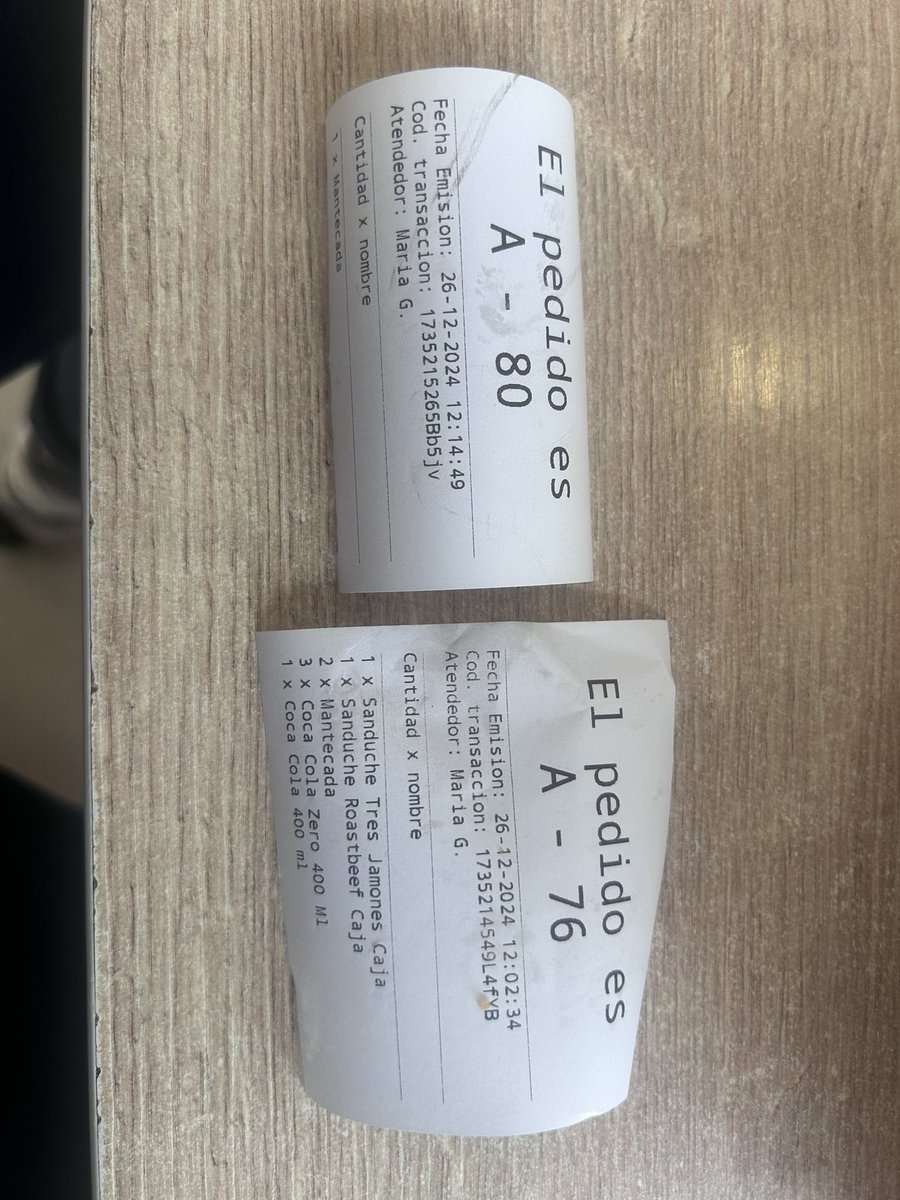 El pedido es
A - 80
Fecha Emision: 26-12-2024 12:14:49
Cod. transaccion: 1735215265Bb5jv
Atendedor: Maria G.
Cantidad x nombre
1 x Mantecada
El pedido es
A - 76
Fecha Emision: 26-12-2024 12:02:34
Cod. transaccion: 1735214549L4fYB
Atendedor: Maria G.
Cantidad x nombre
1 x Sanduche Tres Jamones Caja
1 x Sanduche Roastbeef Caja
2 x Mantecada
3 x Coca Cola Zero 400 Ml
1 x Coca Cola 400 ml